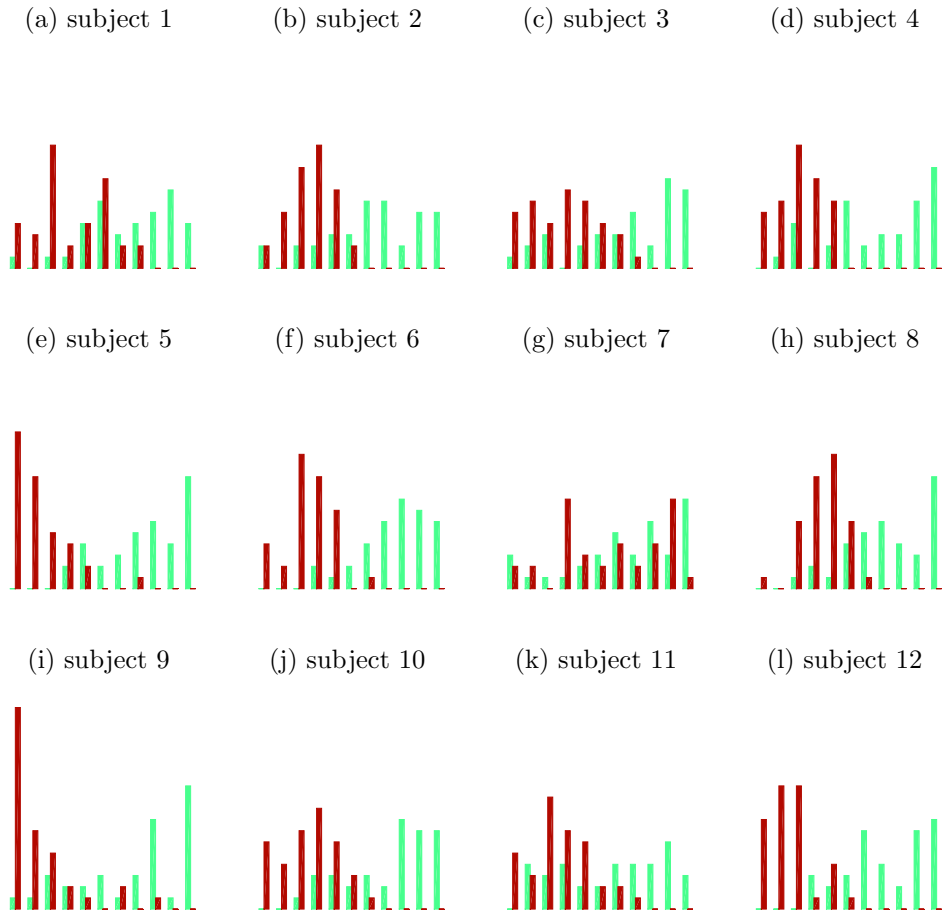 (a) subject 1
(b) subject 2
(c) subject 3
(d) subject 4
(e) subject 5
(f) subject 6
(g) subject 7
(h) subject 8
(i) subject 9
(j) subject 10
(k) subject 11
(l) subject 12